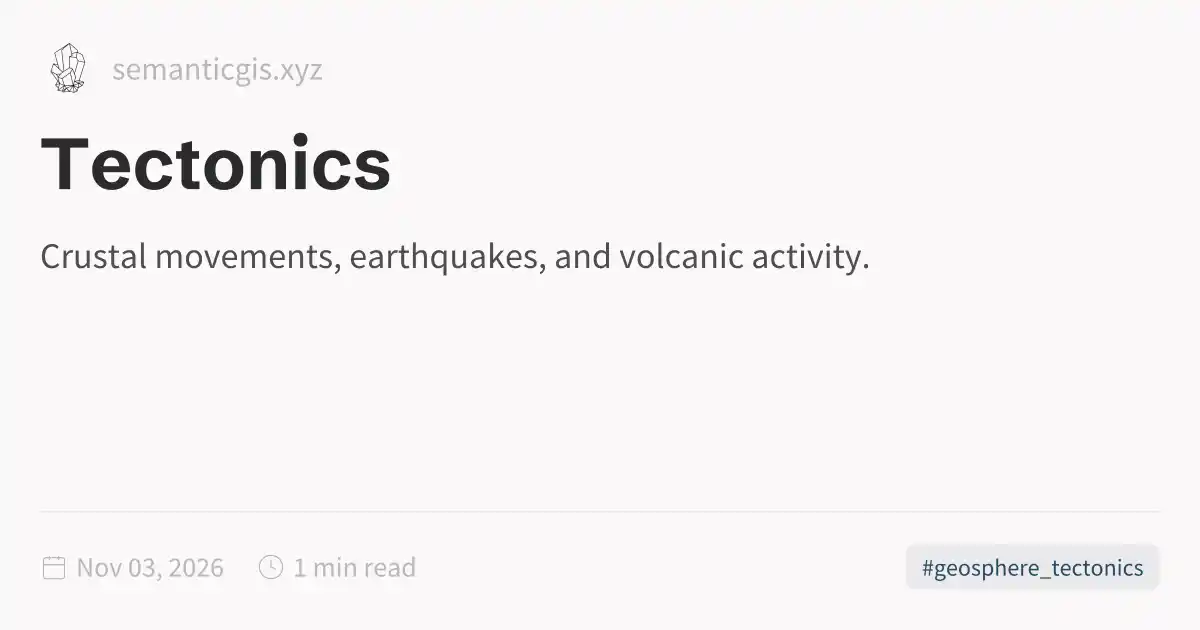 semanticgis.xyz
Tectonics
Crustal movements, earthquakes, and volcanic activity.
Nov 03, 2026 1 min read #geosphere_tectonics